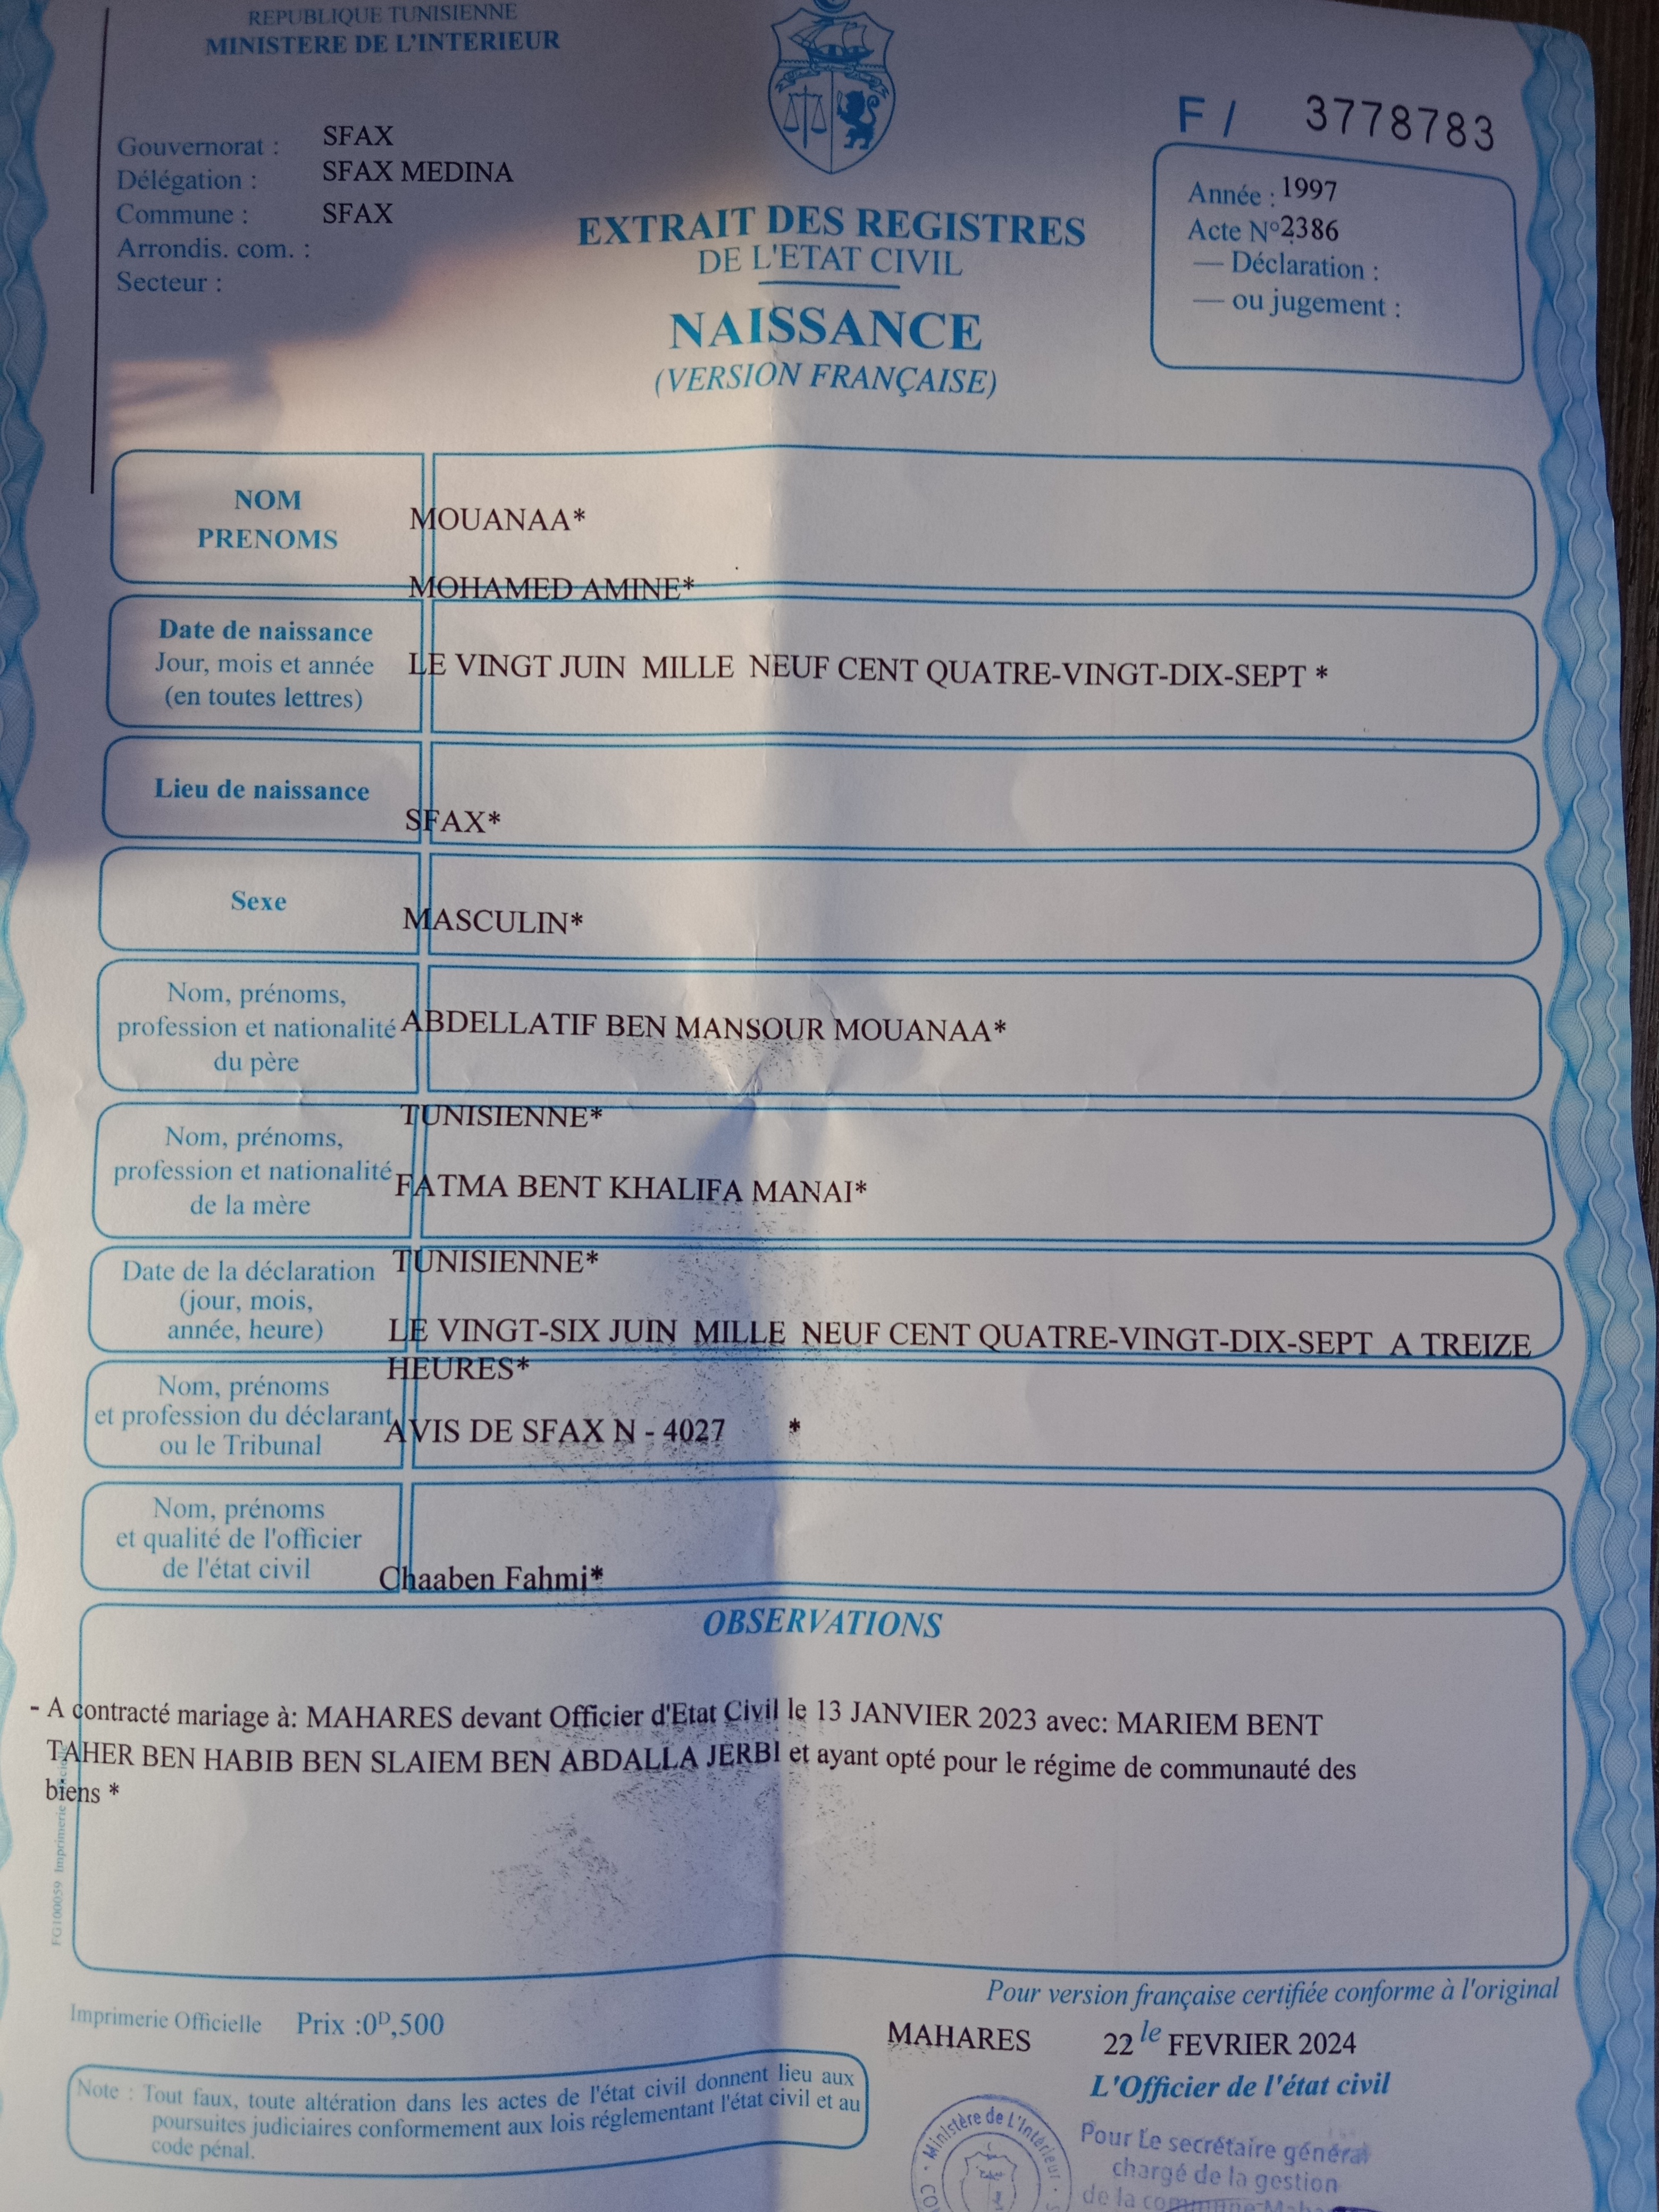 REPUBLIQUE TUNISIENNE
MINISTERE DE L'INTERIEUR
Gouvernorat : SFAX
Délégation : SFAX MEDINA
Commune : SFAX
Arrondis. com. :
Secteur :
F / 3778783
Année : 1997
Acte N° 2386
— Déclaration :
— ou jugement :
EXTRAIT DES REGISTRES
DE L'ETAT CIVIL
NAISSANCE
(VERSION FRANÇAISE)
NOM
PRENOMS
MOUANAA*
MOHAMED AMINE*
Date de naissance
Jour, mois et année
(en toutes lettres)
LE VINGT JUIN MILLE NEUF CENT QUATRE-VINGT-DIX-SEPT *
Lieu de naissance
SFAX*
Sexe
MASCULIN*
Nom, prénoms,
profession et nationalité
du père
ABDELLATIF BEN MANSOUR MOUANAA*
TUNISIENNE*
Nom, prénoms,
profession et nationalité
de la mère
FATMA BENT KHALIFA MANAI*
TUNISIENNE*
Date de la déclaration
(jour, mois,
année, heure)
LE VINGT-SIX JUIN MILLE NEUF CENT QUATRE-VINGT-DIX-SEPT A TREIZE
HEURES*
Nom, prénoms
et profession du déclarant
ou le Tribunal
AVIS DE SFAX N - 4027 *
Nom, prénoms
et qualité de l'officier
de l'état civil
Chaaben Fahmi*
OBSERVATIONS
- A contracté mariage à: MAHARES devant Officier d'Etat Civil le 13 JANVIER 2023 avec: MARIEM BENT
TAHER BEN HABIB BEN SLAIEM BEN ABDALLA JERBI et ayant opté pour le régime de communauté des
biens *
FG100059 Imprimerie
Pour version française certifiée conforme à l'original
Imprimerie Officielle Prix :0ᴰ,500
MAHARES 22 le FEVRIER 2024
L'Officier de l'état civil
Note : Tout faux, toute altération dans les actes de l'état civil donnent lieu aux
poursuites judiciaires conformement aux lois réglementant l'état civil et au
code pénal.
Ministère de L'Intérieur
Pour Le secrétaire général
chargé de la gestion
de la commune